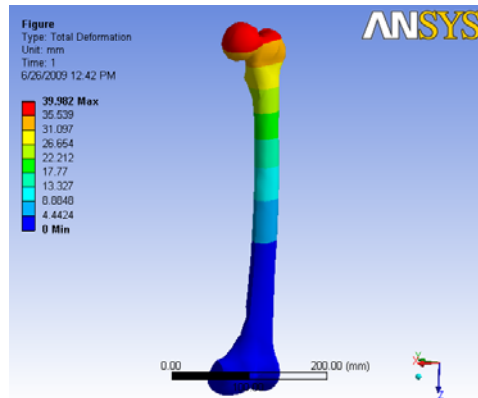 Figure
Type: Total Deformation
Unit: mm
Time: 1
6/26/2009 12:42 PM
ANSYS
39.982 Max
35.539
31.097
26.654
22.212
17.77
13.327
8.8848
4.4424
0 Min
0.00
200.00 (mm)
X
Y
Z